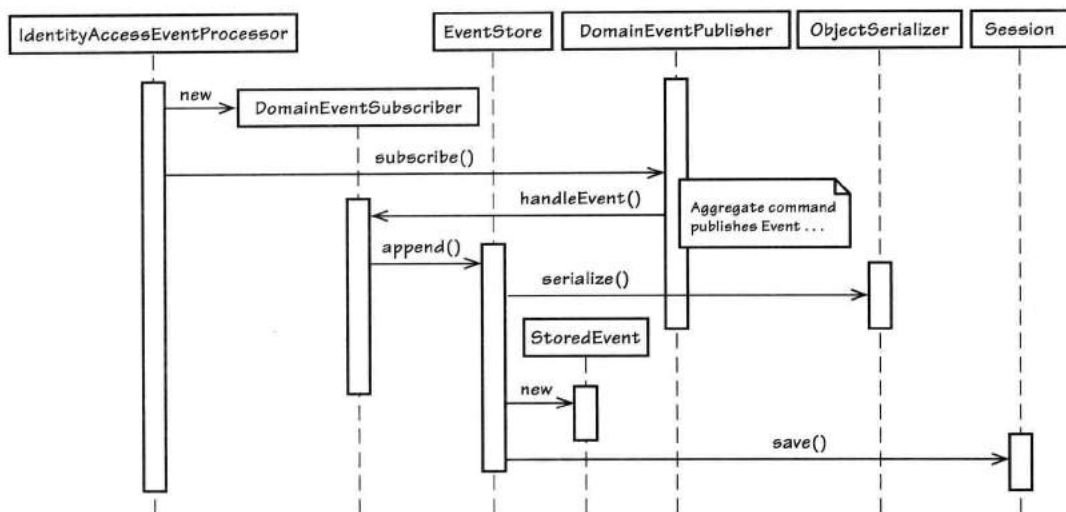 IdentityAccessEventProcessor
EventStore
DomainEventPublisher
ObjectSerializer
Session
new
DomainEventSubscriber
subscribe()
handleEvent()
Aggregate command
publishes Event . . .
append()
serialize()
StoredEvent
new
save()